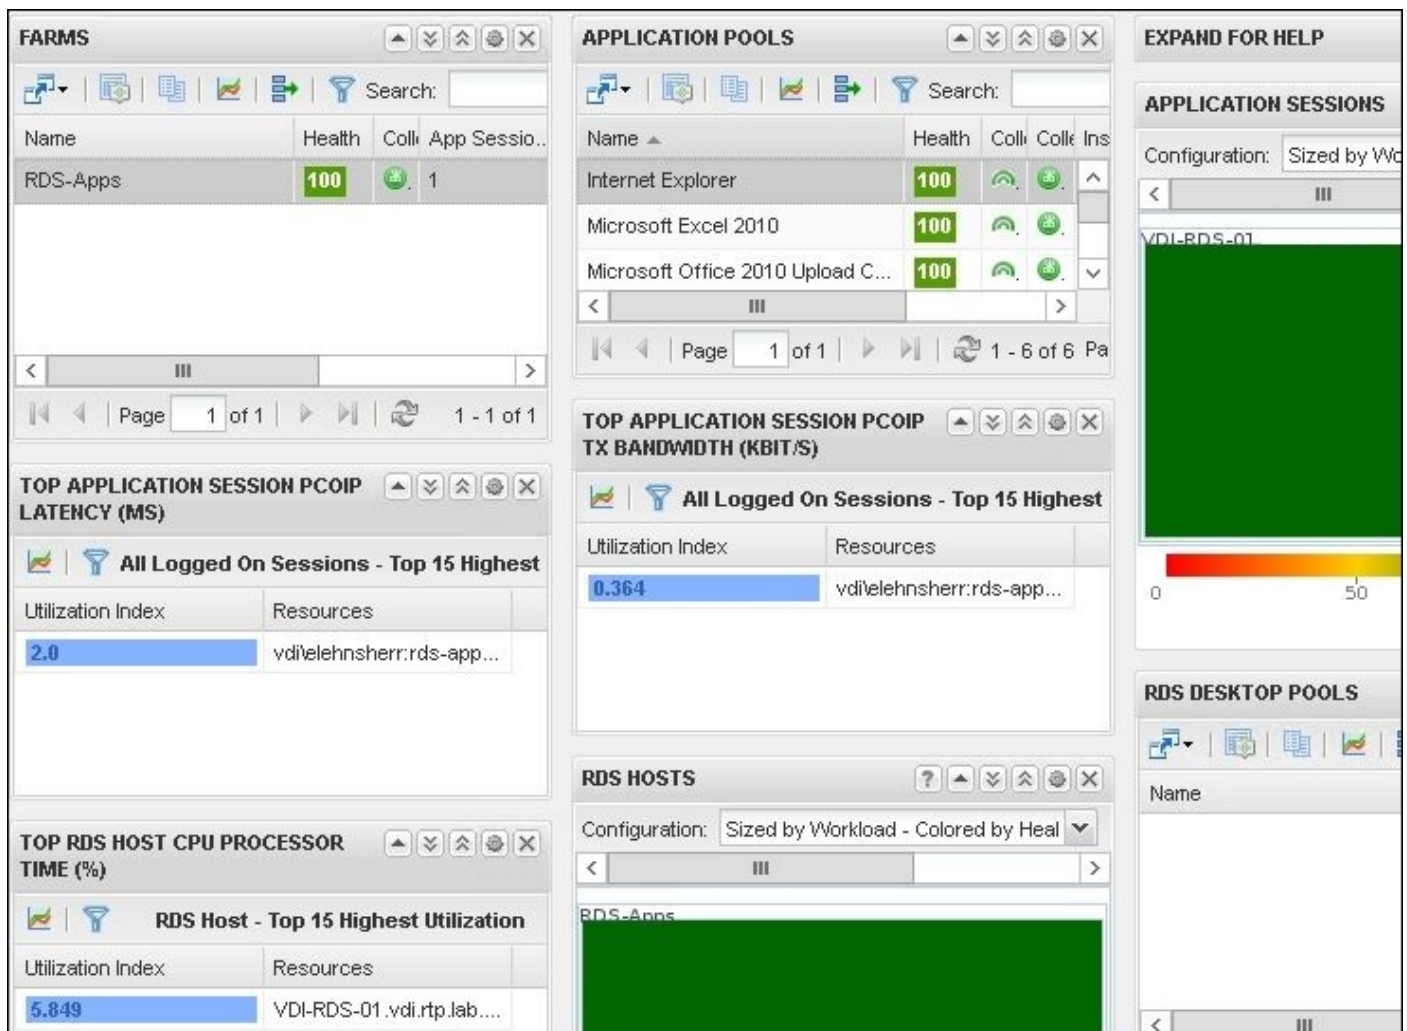 FARMS
Search:
Name Health Colle App Sessio..
RDS-Apps 100 1
Page 1 of 1 1 - 1 of 1
TOP APPLICATION SESSION PCOIP
LATENCY (MS)
All Logged On Sessions - Top 15 Highest
Utilization Index Resources
2.0 vdi\elehnsherr:rds-app...
TOP RDS HOST CPU PROCESSOR
TIME (%)
RDS Host - Top 15 Highest Utilization
Utilization Index Resources
5.849 VDI-RDS-01.vdi.rtp.lab....
APPLICATION POOLS
Search:
Name Health Colle Colle Ins
Internet Explorer 100
Microsoft Excel 2010 100
Microsoft Office 2010 Upload C... 100
Page 1 of 1 1 - 6 of 6 Pa
TOP APPLICATION SESSION PCOIP
TX BANDWIDTH (KBIT/S)
All Logged On Sessions - Top 15 Highest
Utilization Index Resources
0.364 vdi\elehnsherr:rds-app...
RDS HOSTS ?
Configuration: Sized by Workload - Colored by Heal
RDS-Apps
EXPAND FOR HELP
APPLICATION SESSIONS
Configuration: Sized by Wo
VDI-RDS-01.
0 50
RDS DESKTOP POOLS
Name